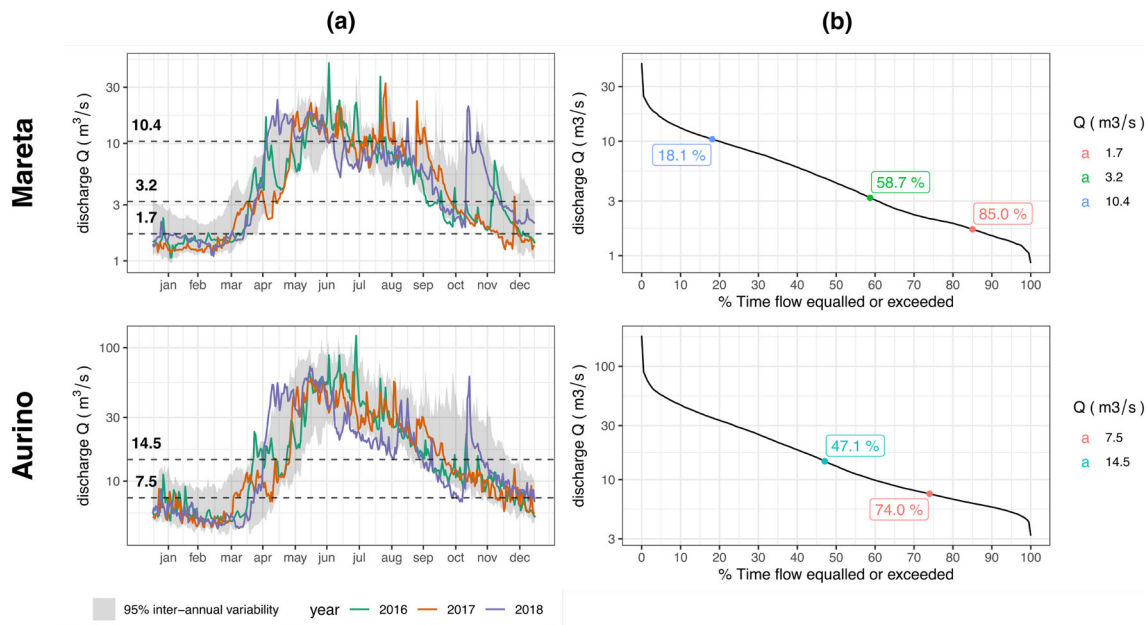 (a)
(b)
Mareta
discharge Q ( m³/s )
30
10
3
1
10.4
3.2
1.7
jan feb mar apr may jun jul aug sep oct nov dec
discharge Q ( m³/s )
30
10
3
1
18.1 %
58.7 %
85.0 %
0 10 20 30 40 50 60 70 80 90 100
% Time flow equalled or exceeded
Q ( m3/s )
a 1.7
a 3.2
a 10.4
Aurino
discharge Q ( m³/s )
100
30
10
14.5
7.5
jan feb mar apr may jun jul aug sep oct nov dec
discharge Q ( m³/s )
100
30
10
3
47.1 %
74.0 %
0 10 20 30 40 50 60 70 80 90 100
% Time flow equalled or exceeded
Q ( m3/s )
a 7.5
a 14.5
95% inter−annual variability year 2016 2017 2018